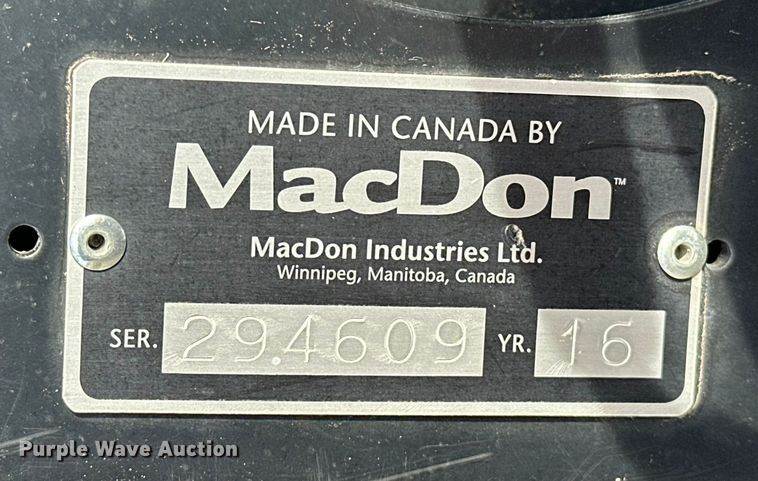 MADE IN CANADA BY
MacDon™
MacDon Industries Ltd.
Winnipeg, Manitoba, Canada
SER. 294609 YR. 16
Purple Wave Auction